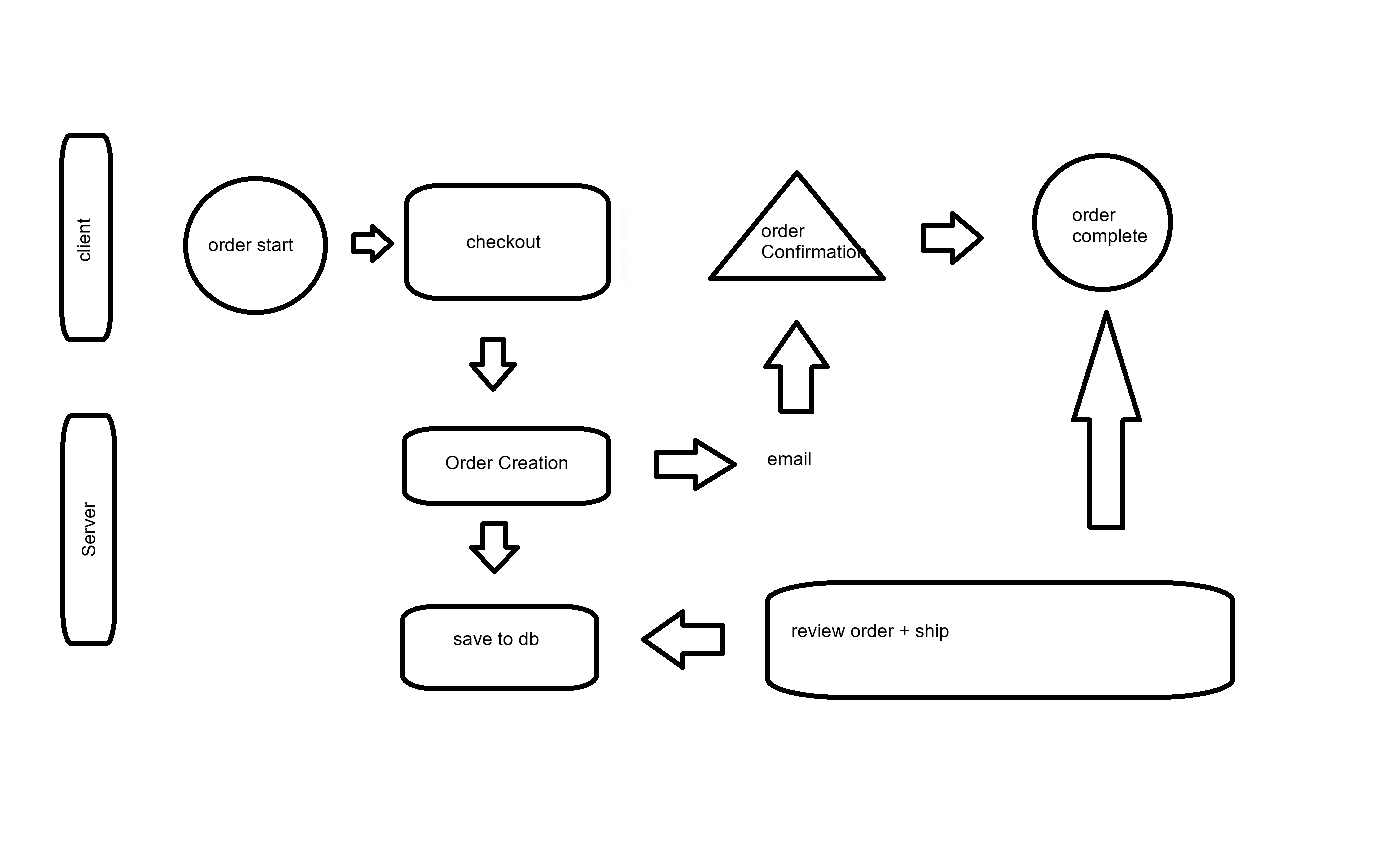 client
order start
checkout
order
Confirmation
order
complete
Server
Order Creation
email
save to db
review order + ship